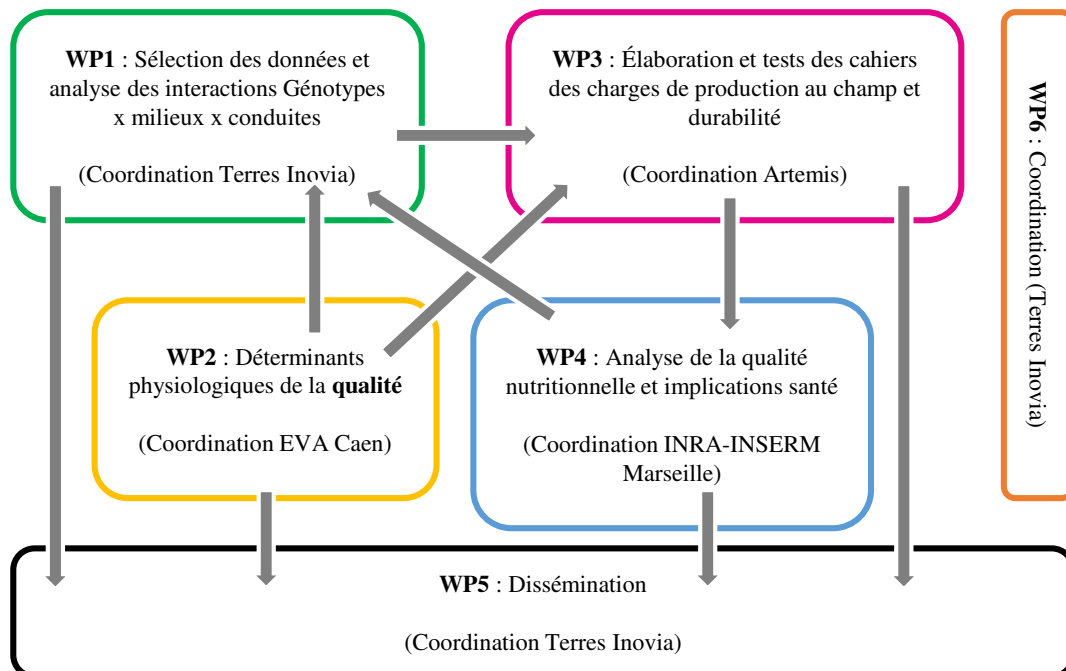 WP1 : Sélection des données et
analyse des interactions Génotypes
x milieux x conduites
(Coordination Terres Inovia)
WP3 : Élaboration et tests des cahiers
des charges de production au champ et
durabilité
(Coordination Artemis)
WP6 : Coordination (Terres
Inovia)
WP2 : Déterminants
physiologiques de la qualité
(Coordination EVA Caen)
WP4 : Analyse de la qualité
nutritionnelle et implications santé
(Coordination INRA-INSERM
Marseille)
WP5 : Dissémination
(Coordination Terres Inovia)